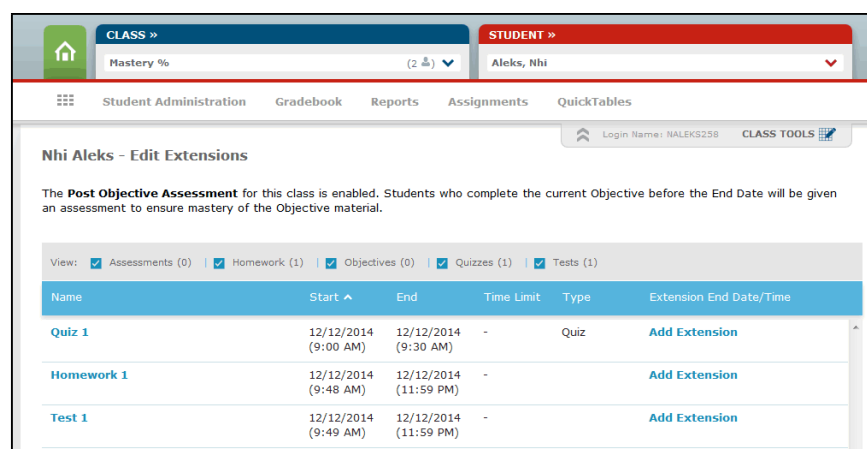 CLASS » STUDENT »
Mastery % (2 ) Aleks, Nhi
Student Administration Gradebook Reports Assignments QuickTables
Login Name: NALEKS258 CLASS TOOLS
Nhi Aleks - Edit Extensions
The Post Objective Assessment for this class is enabled. Students who complete the current Objective before the End Date will be given
an assessment to ensure mastery of the Objective material.
View: Assessments (0) | Homework (1) | Objectives (0) | Quizzes (1) | Tests (1)
Name Start End Time Limit Type Extension End Date/Time
Quiz 1 12/12/2014 12/12/2014 - Quiz Add Extension
(9:00 AM) (9:30 AM)
Homework 1 12/12/2014 12/12/2014 - Add Extension
(9:48 AM) (11:59 PM)
Test 1 12/12/2014 12/12/2014 - Add Extension
(9:49 AM) (11:59 PM)